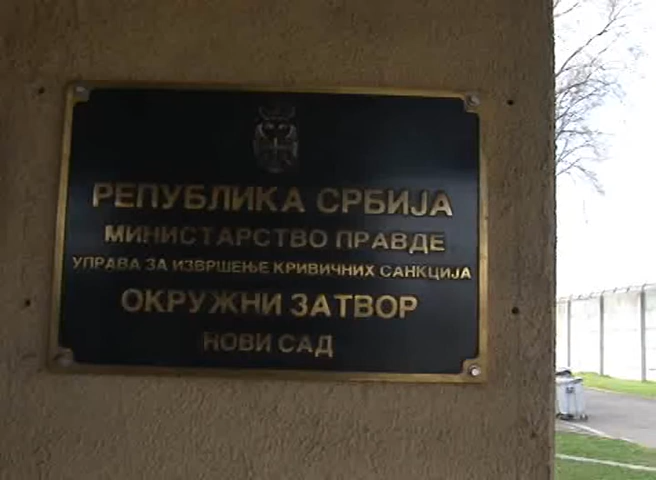 РЕПУБЛИКА СРБИЈА
МИНИСТАРСТВО ПРАВДЕ
УПРАВА ЗА ИЗВРШЕЊЕ КРИВИЧНИХ САНКЦИЈА
ОКРУЖНИ ЗАТВОР
НОВИ САД